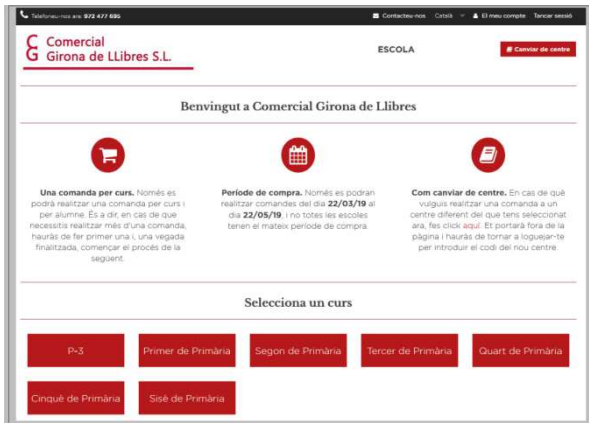 Telefoneu-nos ara: 972 477 695
Contacteu-nos Català El meu compte Tancar sessió
CG Comercial
Girona de LLibres S.L.
ESCOLA
Canviar de centre
Benvingut a Comercial Girona de Llibres
Una comanda per curs. Només es
podrà realitzar una comanda per curs i
per alumne. És a dir, en cas de que
necessitis realitzar més d'una comanda,
hauràs de fer primer una i, una vegada
finalitzada, començar el procés de la
següent.
Període de compra. Només es podran
realitzar comandes del dia 22/03/19 al
dia 22/05/19, i no totes les escoles
tenen el mateix període de compra.
Com canviar de centre. En cas de què
vulguis realitzar una comanda a un
centre diferent del que tens seleccionat
ara, fes click aquí. Et portarà fora de la
pàgina i hauràs de tornar a loguejar-te
per introduir el codi del nou centre.
Selecciona un curs
P-3
Primer de Primària
Segon de Primària
Tercer de Primària
Quart de Primària
Cinquè de Primària
Sisè de Primària